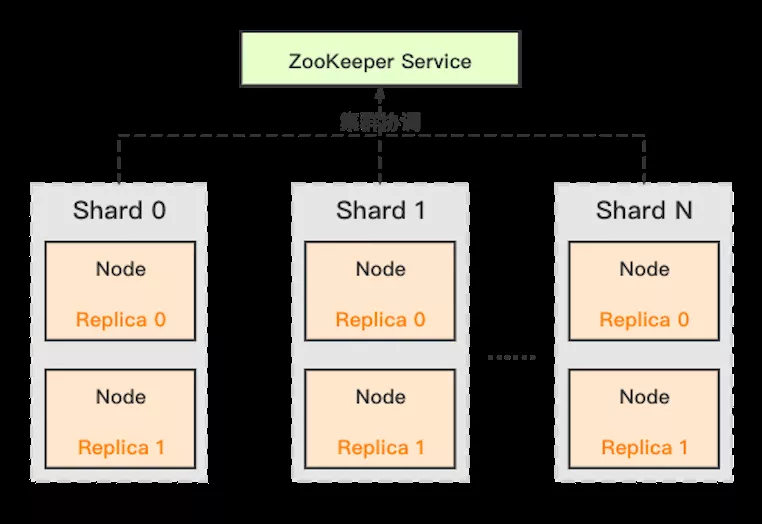 ZooKeeper Service
集群协调
Shard 0
Shard 1
Shard N
Node
Node
Node
Replica 0
Replica 0
Replica 0
Node
Node
Node
Replica 1
Replica 1
Replica 1